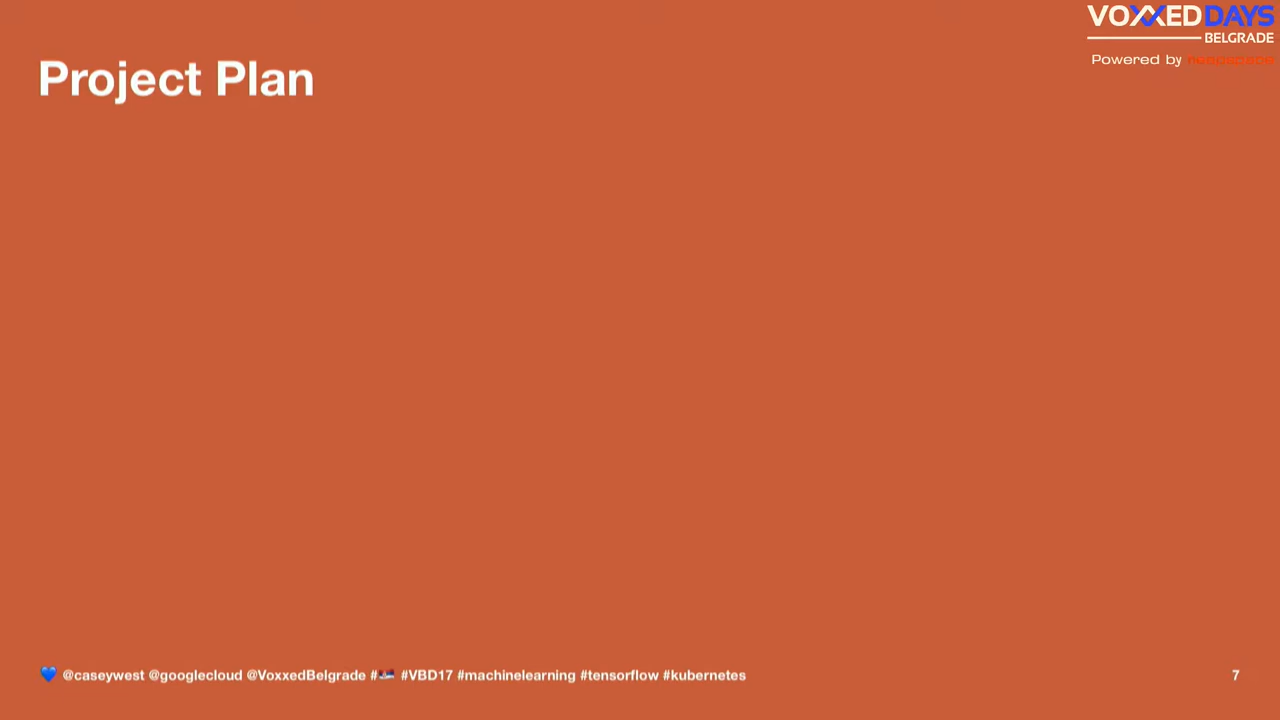 VOXXED DAYS
BELGRADE
Powered by
Project Plan
💙 @caseywest @googlecloud @VoxxedBelgrade #🇷🇸 #VBD17 #machinelearning #tensorflow #kubernetes
7